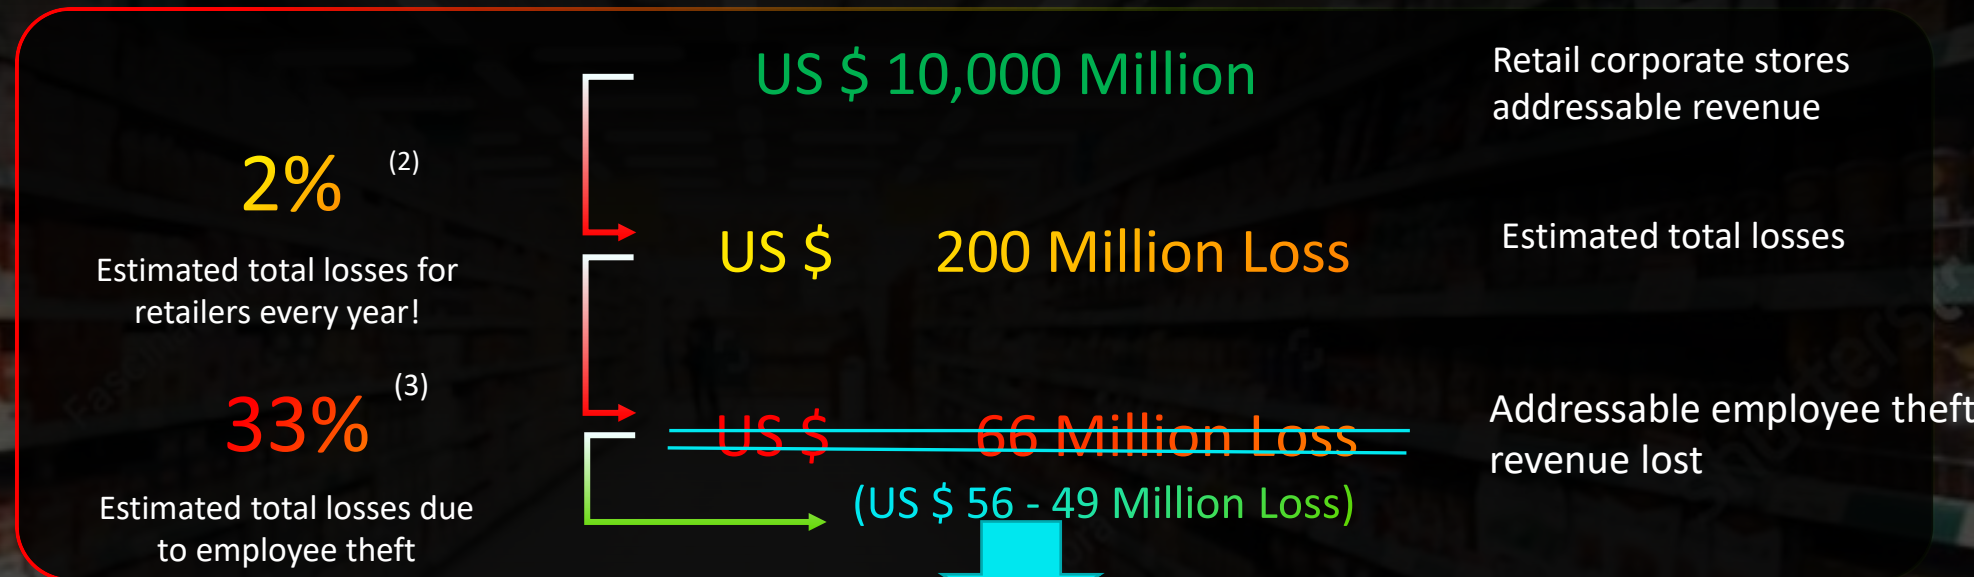 US $ 10,000 Million
Retail corporate stores
addressable revenue
2% (2)
Estimated total losses for
retailers every year!
US $ 200 Million Loss
Estimated total losses
33% (3)
Estimated total losses due
to employee theft
US $ 66 Million Loss
(US $ 56 - 49 Million Loss)
Addressable employee theft
revenue lost